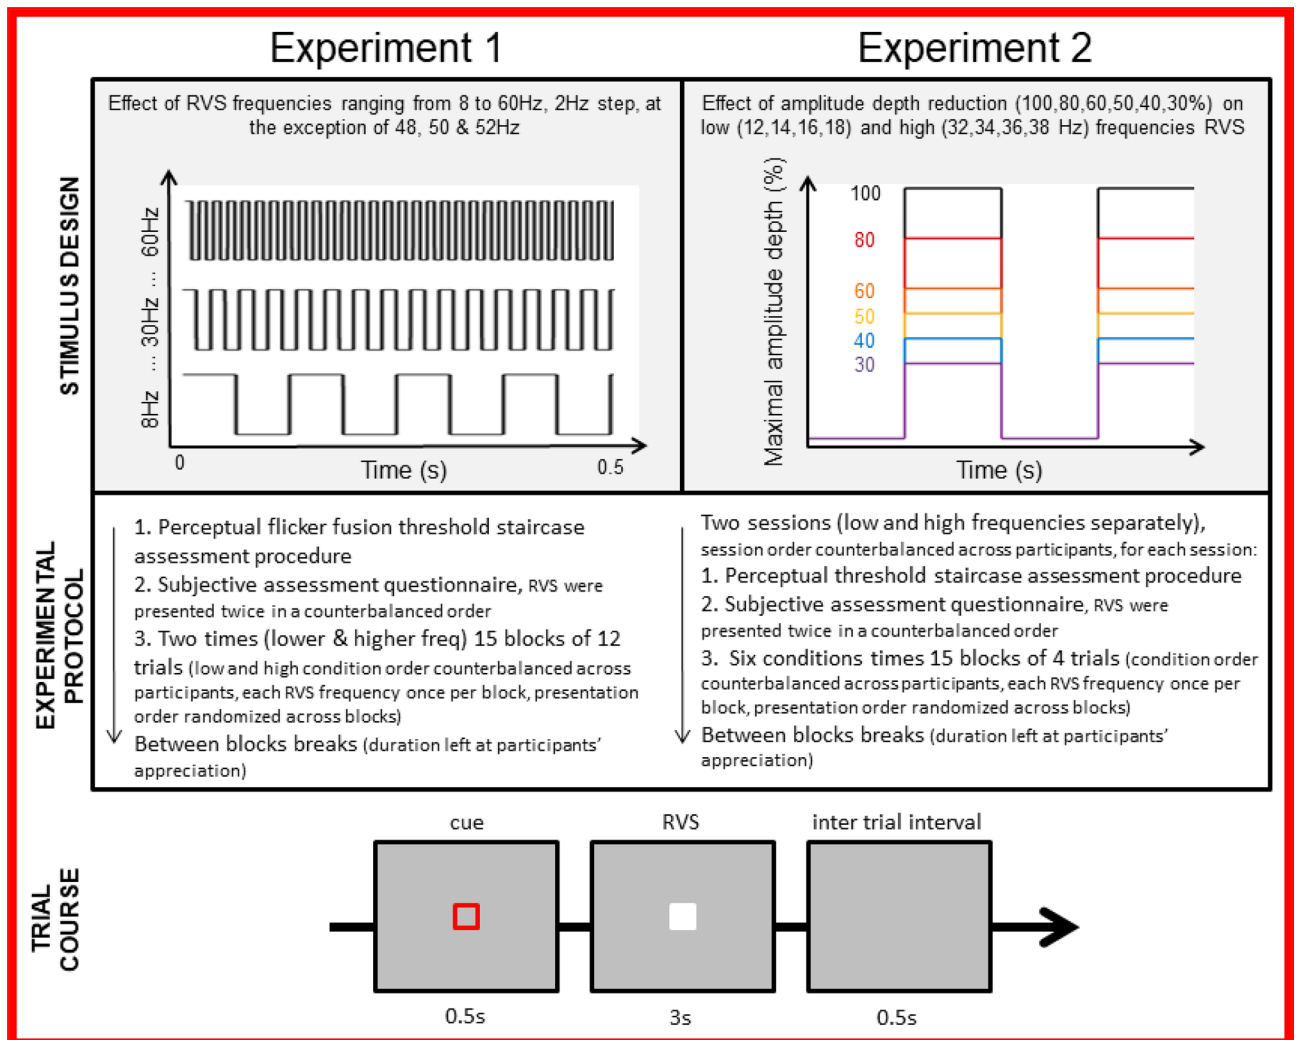 Experiment 1
Experiment 2
STIMULUS DESIGN
Effect of RVS frequencies ranging from 8 to 60Hz, 2Hz step, at
the exception of 48, 50 & 52Hz
60Hz
...
30Hz
...
8Hz
0
Time (s)
0.5
Effect of amplitude depth reduction (100,80,60,50,40,30%) on
low (12,14,16,18) and high (32,34,36,38 Hz) frequencies RVS
Maximal amplitude depth (%)
100
80
60
50
40
30
Time (s)
EXPERIMENTAL
PROTOCOL
1. Perceptual flicker fusion threshold staircase
assessment procedure
2. Subjective assessment questionnaire, RVS were
presented twice in a counterbalanced order
3. Two times (lower & higher freq) 15 blocks of 12
trials (low and high condition order counterbalanced across
participants, each RVS frequency once per block, presentation
order randomized across blocks)
Between blocks breaks (duration left at participants’
appreciation)
Two sessions (low and high frequencies separately),
session order counterbalanced across participants, for each session:
1. Perceptual threshold staircase assessment procedure
2. Subjective assessment questionnaire, RVS were
presented twice in a counterbalanced order
3. Six conditions times 15 blocks of 4 trials (condition order
counterbalanced across participants, each RVS frequency once per
block, presentation order randomized across blocks)
Between blocks breaks (duration left at participants’
appreciation)
TRIAL
COURSE
cue
RVS
inter trial interval
0.5s
3s
0.5s